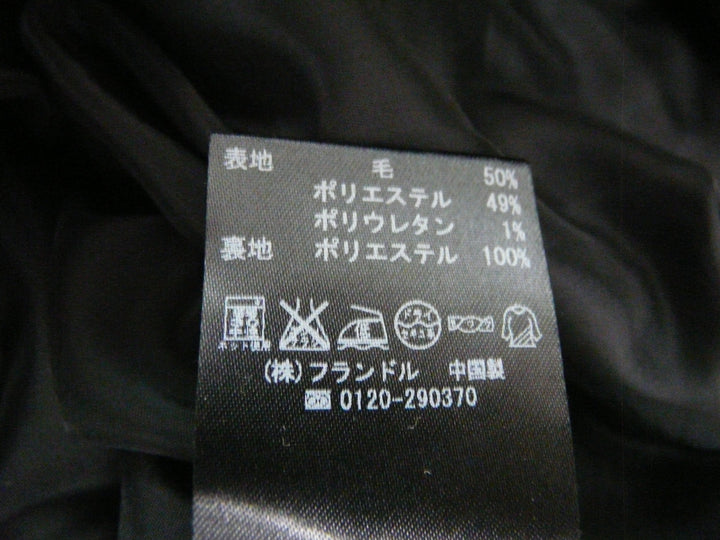 表地 毛 50%
ポリエステル 49%
ポリウレタン 1%
裏地 ポリエステル 100%
(株)フランドル 中国製
0120-290370